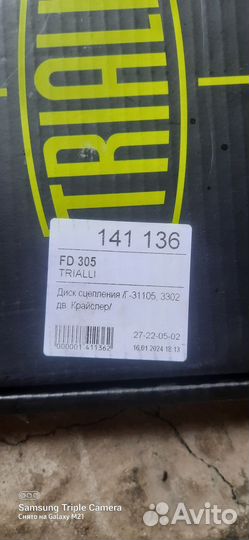 TRIALLI
141 136
FD 305
TRIALLI
Диск сцепления /Г-31105, 3302
дв. Крайслер/
27-22-05-02
16.01.2024 18:13
000001 411362
Samsung Triple Camera
Снято на Galaxy M21
Avito